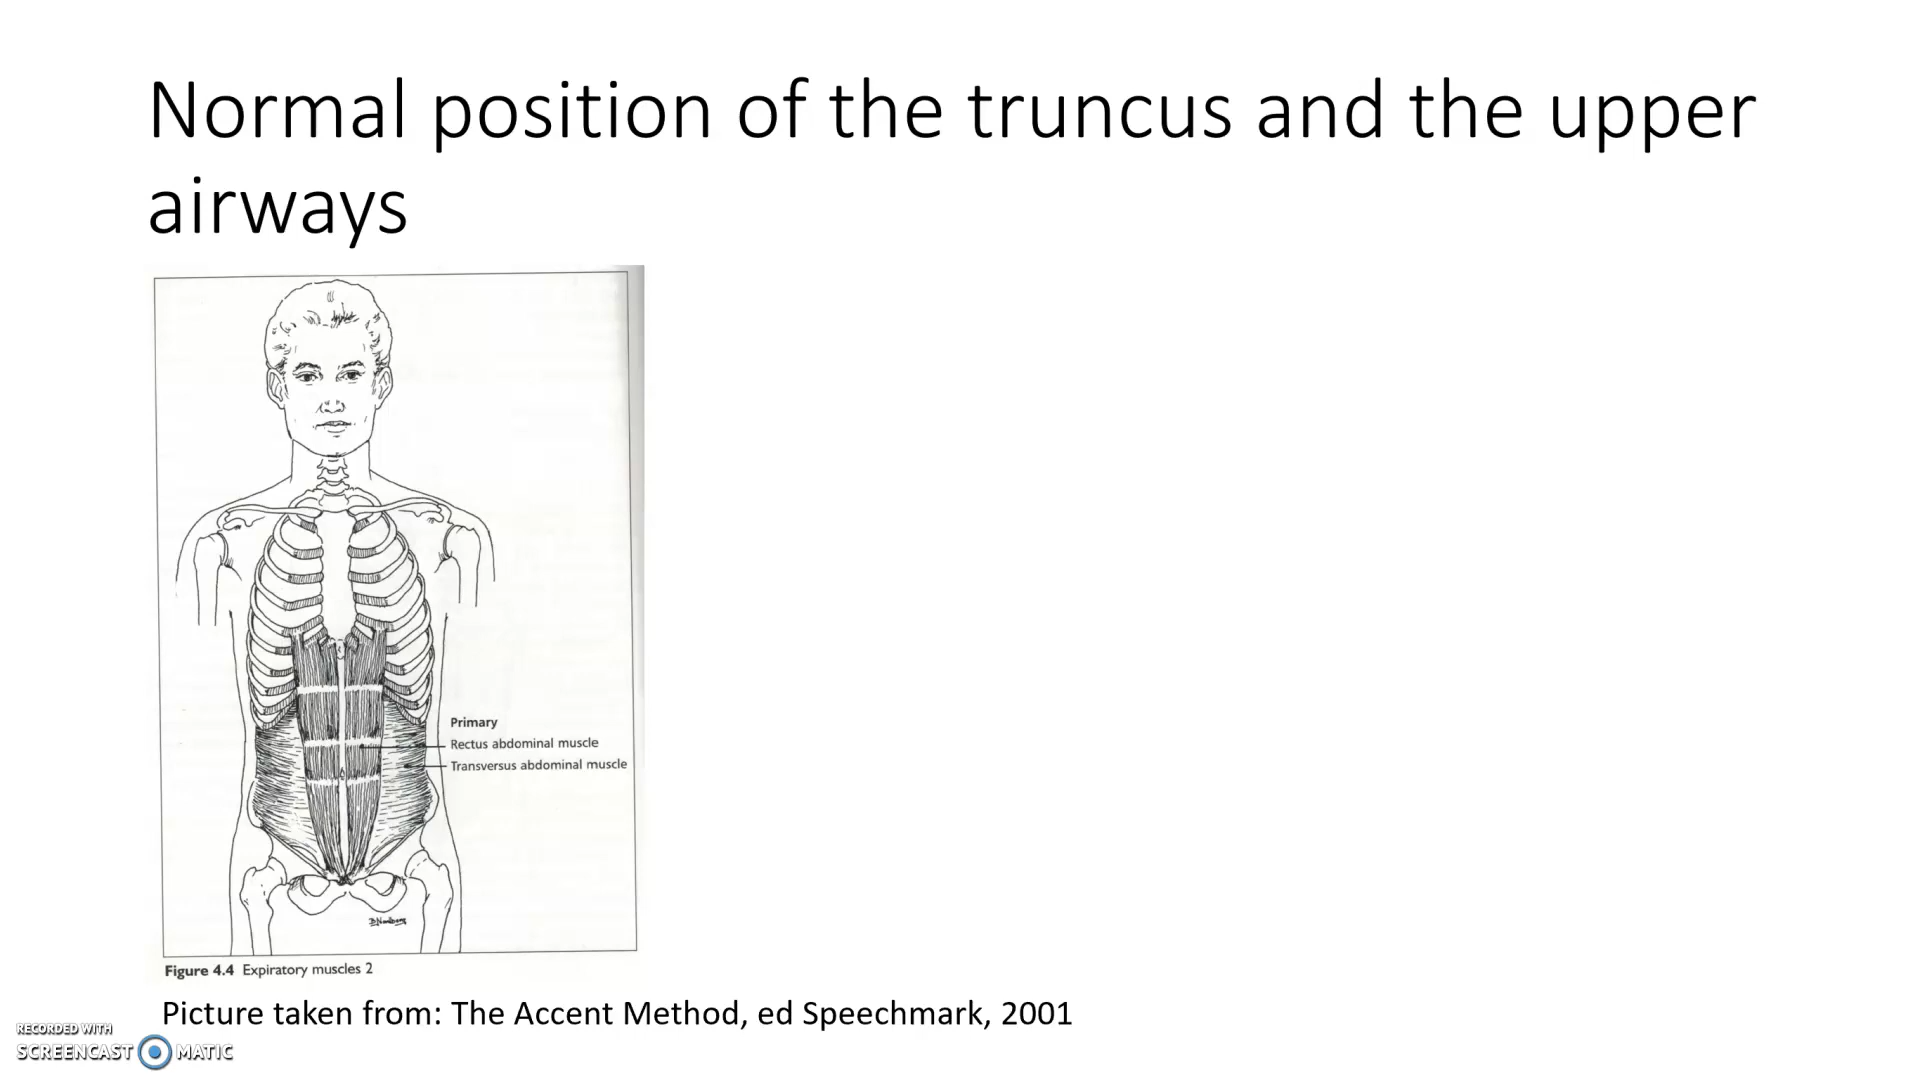 Normal position of the truncus and the upper
airways
Primary
Rectus abdominal muscle
Transversus abdominal muscle
Figure 4.4 Expiratory muscles 2
Picture taken from: The Accent Method, ed Speechmark, 2001
RECORDED WITH
SCREENCAST MATIC